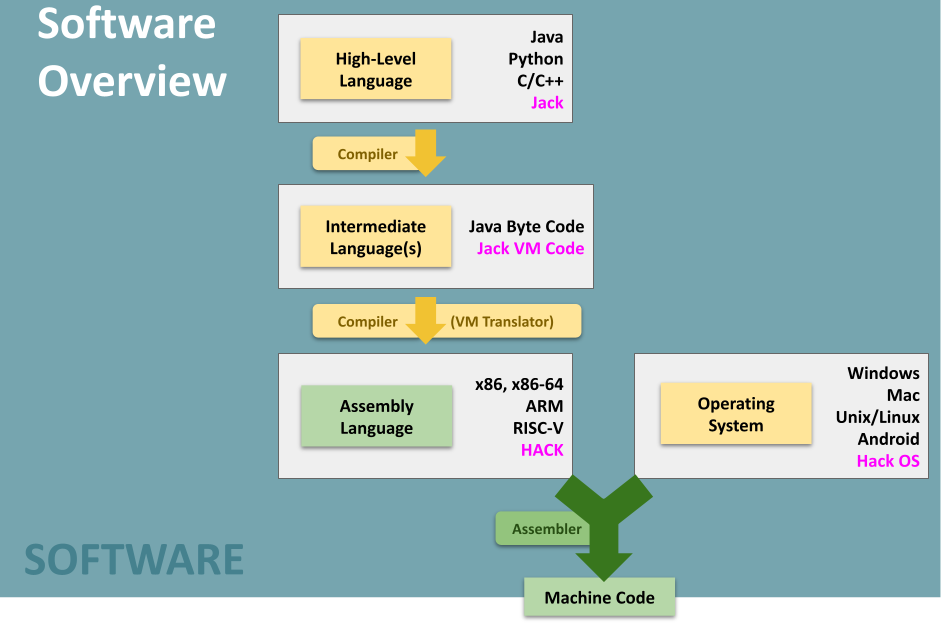 Software
Overview
High-Level
Language
Java
Python
C/C++
Jack
Compiler
Intermediate
Language(s)
Java Byte Code
Jack VM Code
Compiler
(VM Translator)
Assembly
Language
x86, x86-64
ARM
RISC-V
HACK
Operating
System
Windows
Mac
Unix/Linux
Android
Hack OS
Assembler
SOFTWARE
Machine Code